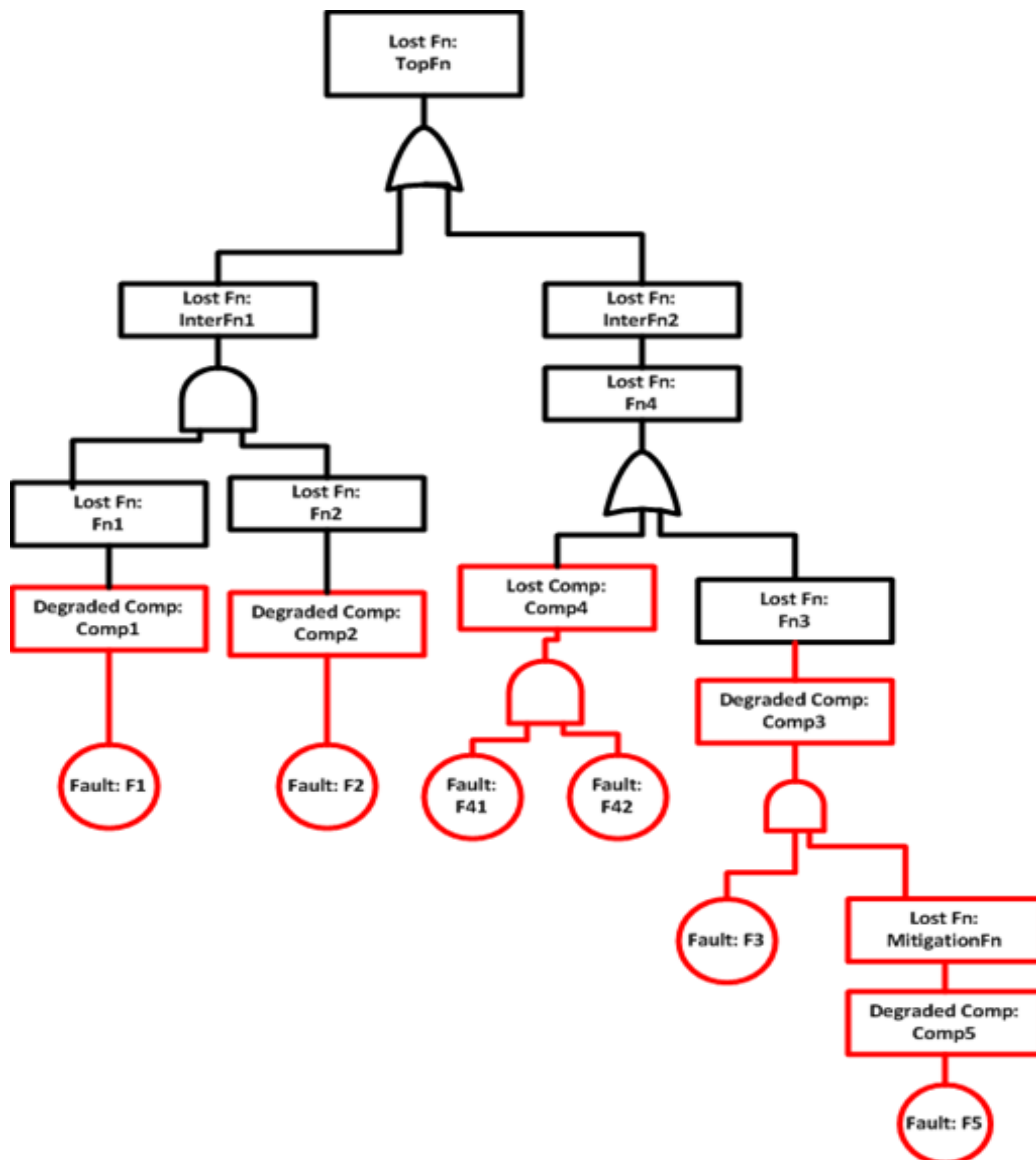 Lost Fn:
TopFn
Lost Fn:
InterFn1
Lost Fn:
InterFn2
Lost Fn:
Fn4
Lost Fn:
Fn1
Lost Fn:
Fn2
Degraded Comp:
Comp1
Degraded Comp:
Comp2
Lost Comp:
Comp4
Lost Fn:
Fn3
Degraded Comp:
Comp3
Fault: F1
Fault: F2
Fault:
F41
Fault:
F42
Fault: F3
Lost Fn:
MitigationFn
Degraded Comp:
Comp5
Fault: F5